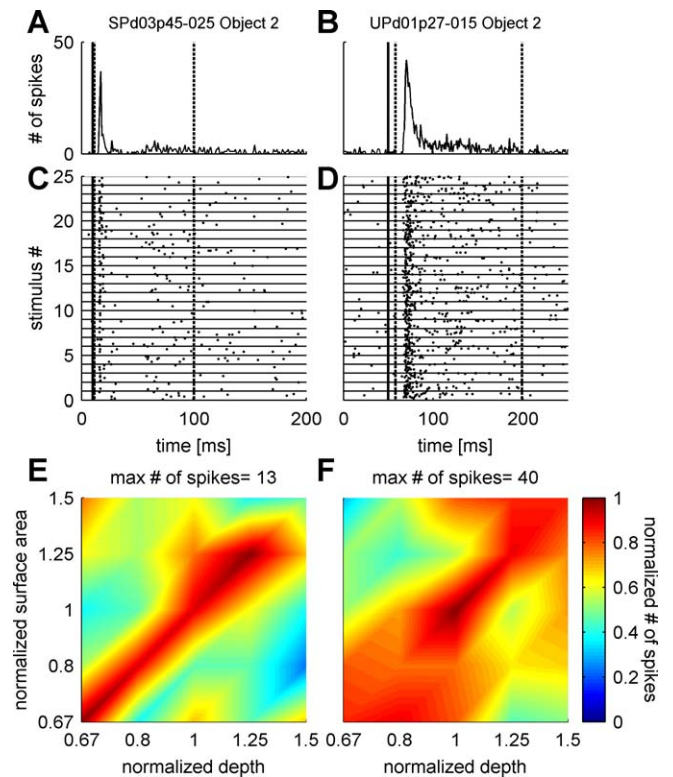 A SPd03p45-025 Object 2
B UPd01p27-015 Object 2
50
# of spikes
0
C
D
25
20
15
10
5
0
stimulus #
0 100 200
time [ms]
0 100 200
time [ms]
E max # of spikes= 13
F max # of spikes= 40
1.5
1.25
1
0.8
0.67
normalized surface area
0.67 0.8 1 1.25 1.5
normalized depth
0.67 0.8 1 1.25 1.5
normalized depth
1
0.8
0.6
0.4
0.2
0
normalized # of spikes